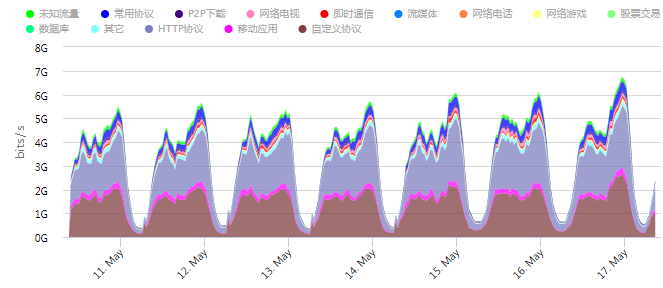 未知流量 常用协议 P2P下载 网络电视 即时通信 流媒体 网络电话 网络游戏 股票交易
数据库 其它 HTTP协议 移动应用 自定义协议
8G
7G
6G
5G
4G
3G
2G
1G
0G
bits / s
11. May 12. May 13. May 14. May 15. May 16. May 17. May